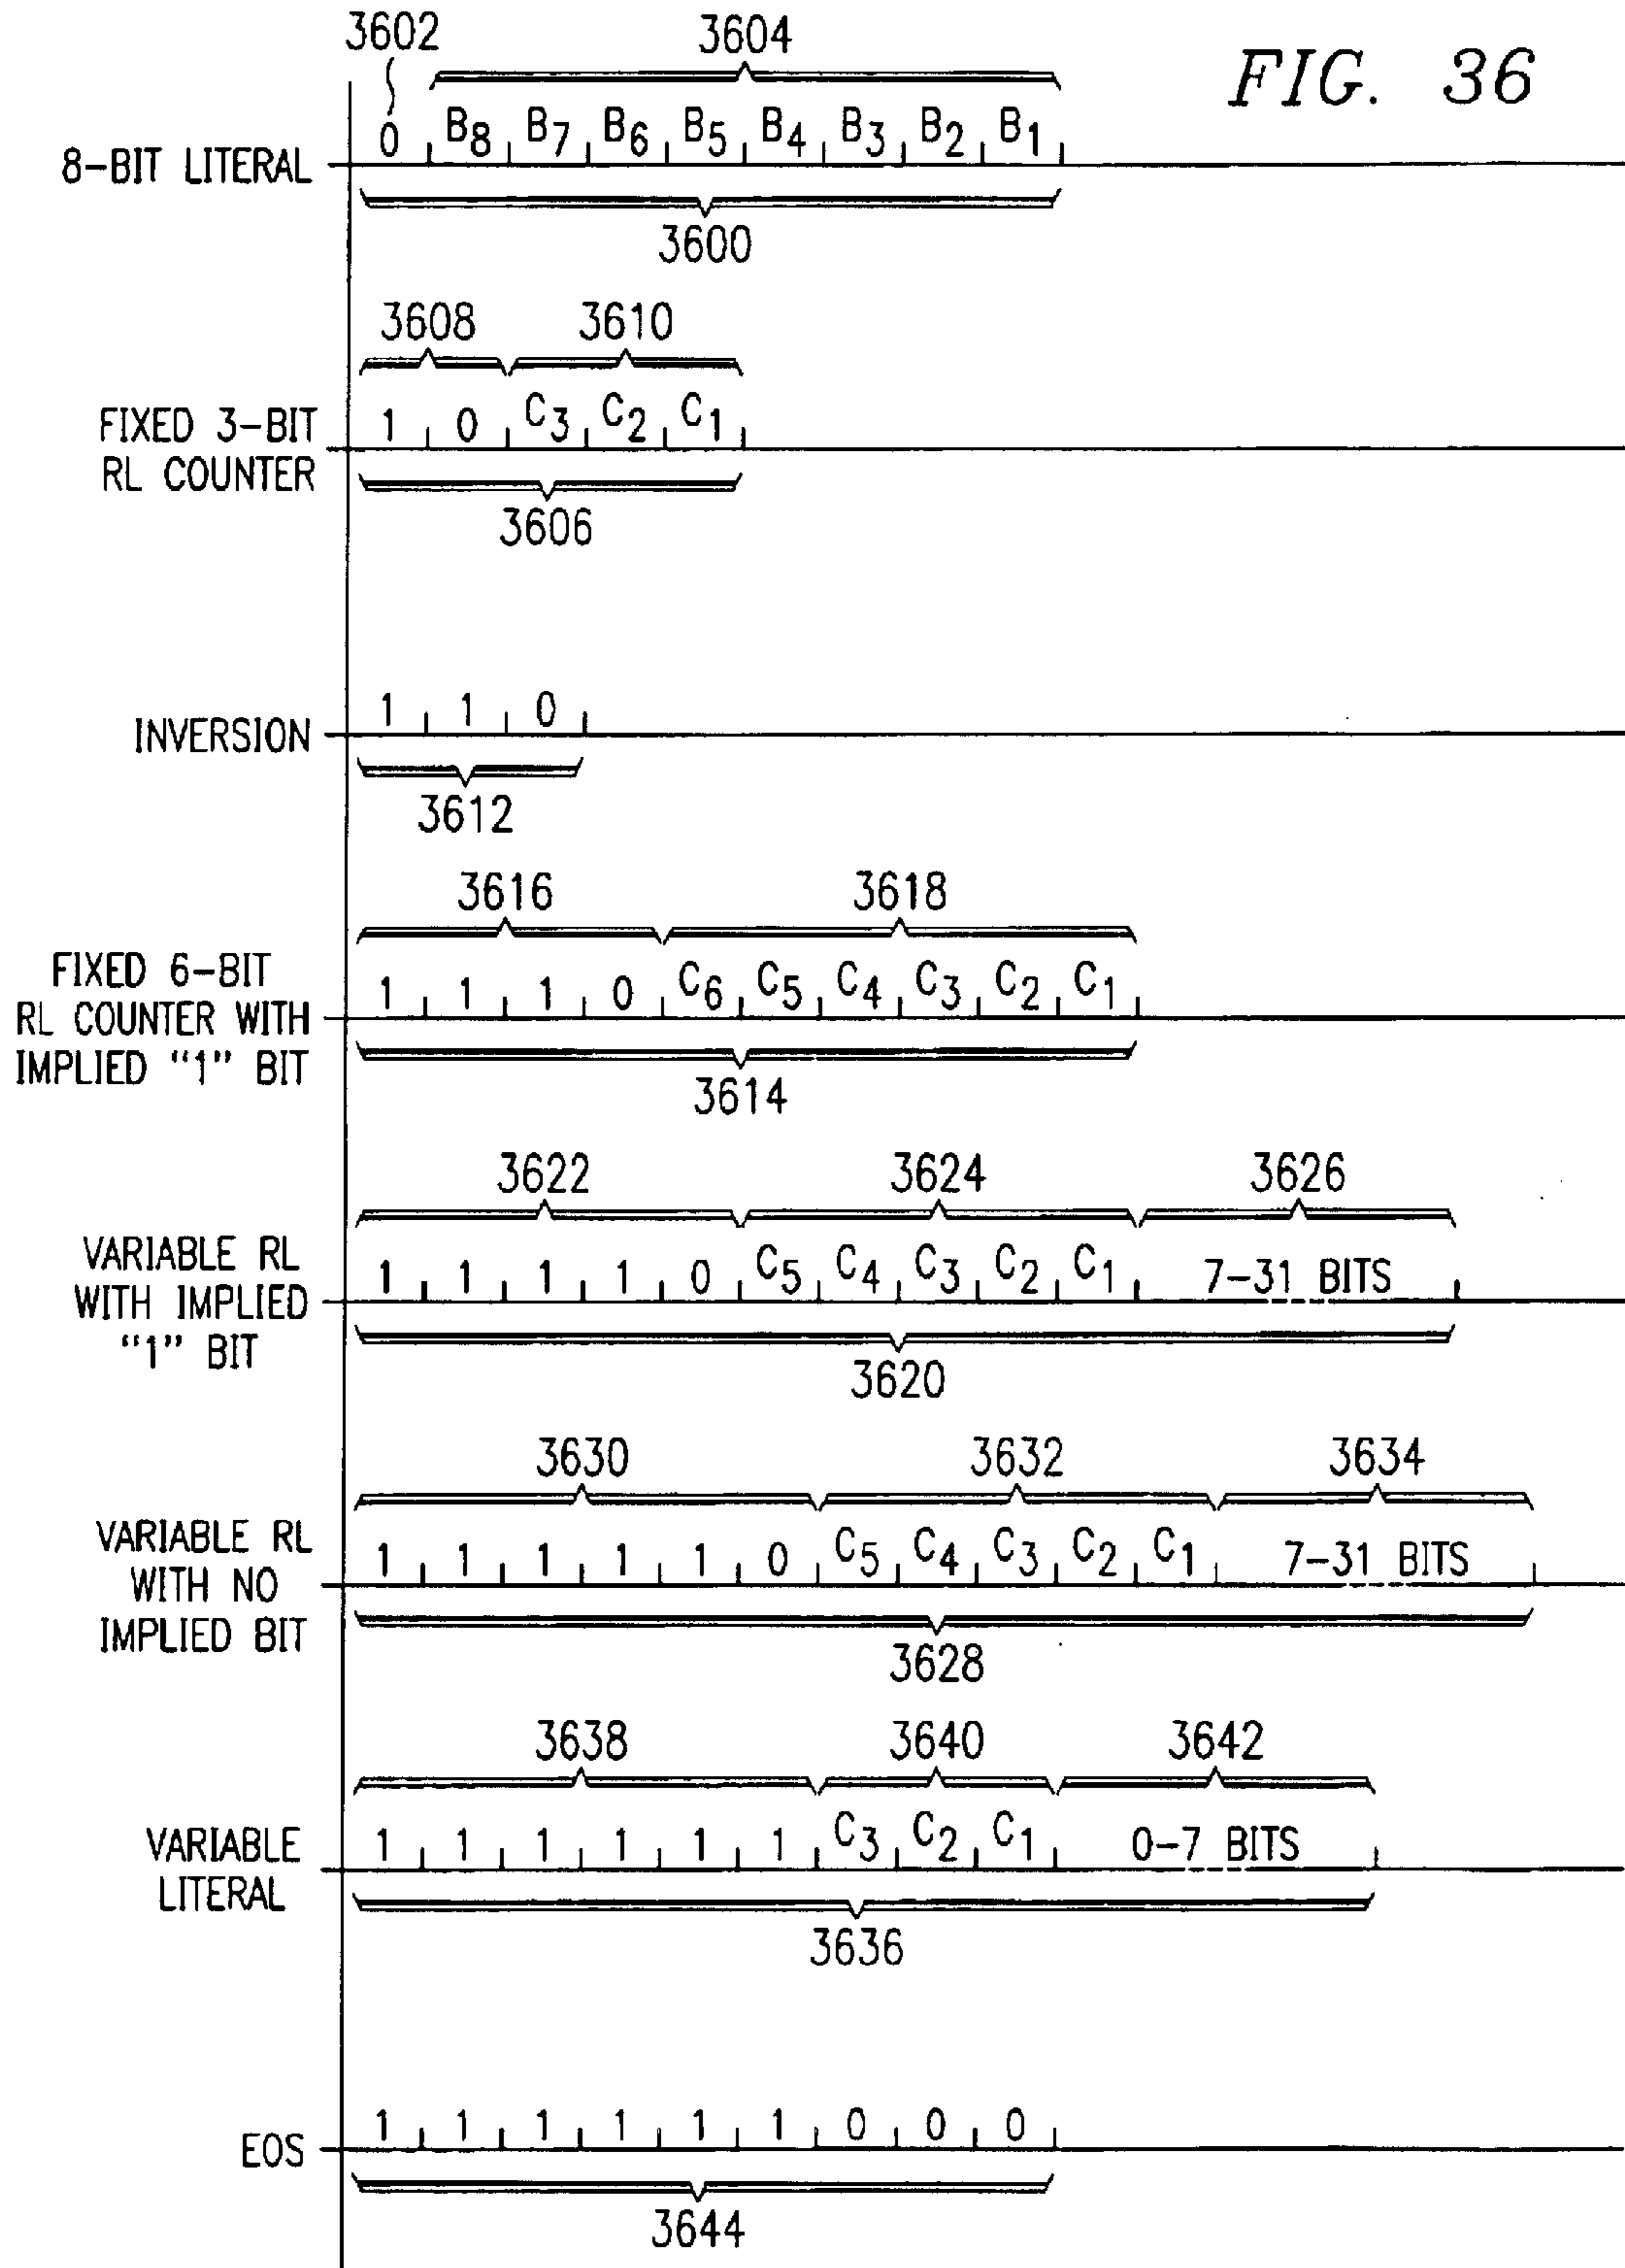 FIG. 36
3602 3604
8-BIT LITERAL 0 B8 B7 B6 B5 B4 B3 B2 B1
3600
3608 3610
FIXED 3-BIT
RL COUNTER
1 0 C3 C2 C1
3606
INVERSION 1 1 0
3612
3616 3618
FIXED 6-BIT
RL COUNTER WITH
IMPLIED "1" BIT
1 1 1 0 C6 C5 C4 C3 C2 C1
3614
3622 3624 3626
VARIABLE RL
WITH IMPLIED
"1" BIT
1 1 1 1 0 C5 C4 C3 C2 C1 7-31 BITS
3620
3630 3632 3634
VARIABLE RL
WITH NO
IMPLIED BIT
1 1 1 1 1 0 C5 C4 C3 C2 C1 7-31 BITS
3628
3638 3640 3642
VARIABLE
LITERAL
1 1 1 1 1 1 C3 C2 C1 0-7 BITS
3636
EOS 1 1 1 1 1 1 0 0 0
3644